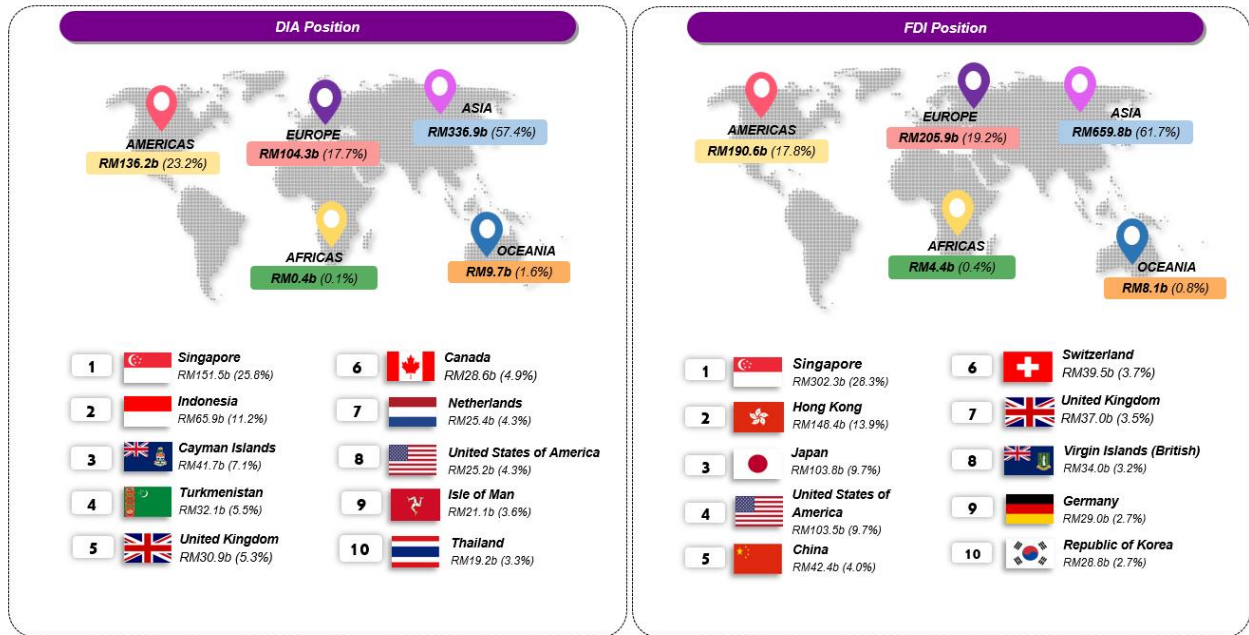 DIA Position
AMERICAS
RM136.2b (23.2%)
EUROPE
RM104.3b (17.7%)
ASIA
RM336.9b (57.4%)
AFRICAS
RM0.4b (0.1%)
OCEANIA
RM9.7b (1.6%)
1
Singapore
RM151.5b (25.8%)
2
Indonesia
RM65.9b (11.2%)
3
Cayman Islands
RM41.7b (7.1%)
4
Turkmenistan
RM32.1b (5.5%)
5
United Kingdom
RM30.9b (5.3%)
6
Canada
RM28.6b (4.9%)
7
Netherlands
RM25.4b (4.3%)
8
United States of America
RM25.2b (4.3%)
9
Isle of Man
RM21.1b (3.6%)
10
Thailand
RM19.2b (3.3%)
FDI Position
AMERICAS
RM190.6b (17.8%)
EUROPE
RM205.9b (19.2%)
ASIA
RM659.8b (61.7%)
AFRICAS
RM4.4b (0.4%)
OCEANIA
RM8.1b (0.8%)
1
Singapore
RM302.3b (28.3%)
2
Hong Kong
RM148.4b (13.9%)
3
Japan
RM103.8b (9.7%)
4
United States of
America
RM103.5b (9.7%)
5
China
RM42.4b (4.0%)
6
Switzerland
RM39.5b (3.7%)
7
United Kingdom
RM37.0b (3.5%)
8
Virgin Islands (British)
RM34.0b (3.2%)
9
Germany
RM29.0b (2.7%)
10
Republic of Korea
RM28.8b (2.7%)